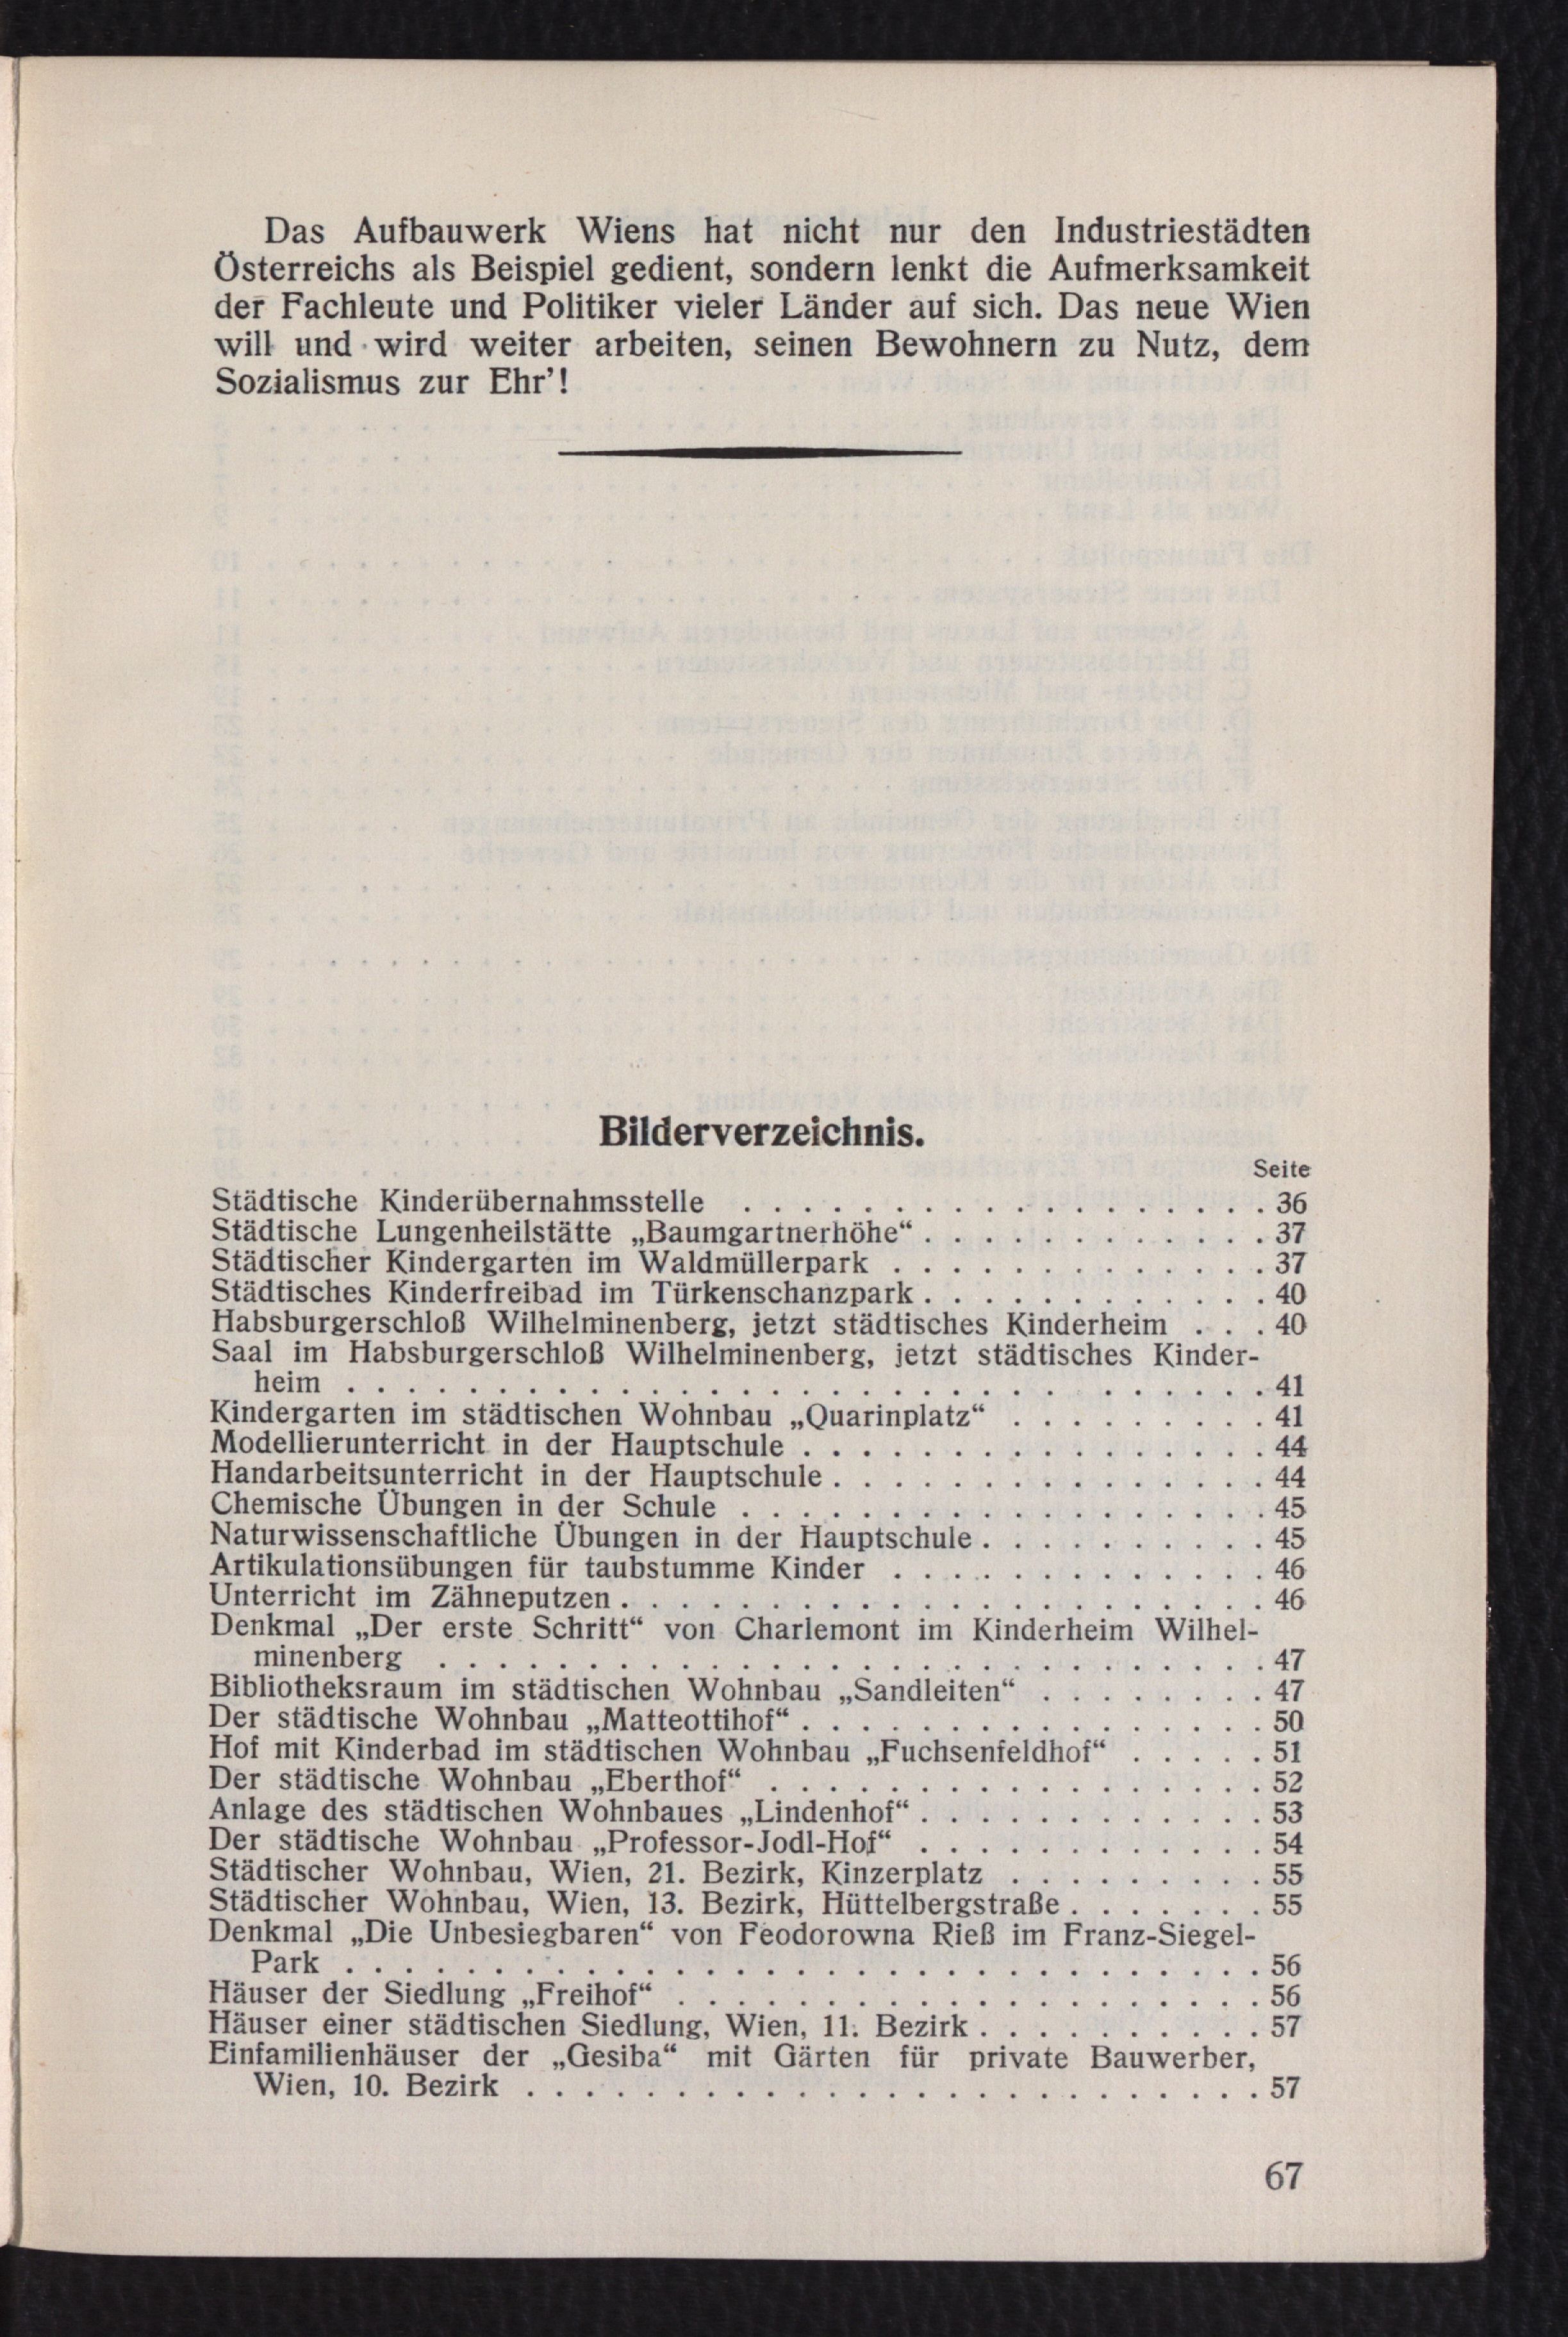 Das Aufbauwerk Wiens hat nicht nur den Industriestädten
Österreichs als Beispiel gedient, sondern lenkt die Aufmerksamkeit
der Fachleute und Politiker vieler Länder auf sich. Das neue Wien
will und wird weiter arbeiten, seinen Bewohnern zu Nutz, dem
Sozialismus zur Ehr'!
Bilderverzeichnis.
Seite
Städtische Kinderübernahmsstelle . . . . . . . . . . . . . . . . . . 36
Städtische Lungenheilstätte „Baumgartnerhöhe“ . . . . . . . . . . . . 37
Städtischer Kindergarten im Waldmüllerpark . . . . . . . . . . . . . 37
Städtisches Kinderfreibad im Türkenschanzpark . . . . . . . . . . . . 40
Habsburgerschloß Wilhelminenberg, jetzt städtisches Kinderheim . . . 40
Saal im Habsburgerschloß Wilhelminenberg, jetzt städtisches Kinder-
heim . . . . . . . . . . . . . . . . . . . . . . . . . . . . . . . 41
Kindergarten im städtischen Wohnbau „Quarinplatz“ . . . . . . . . . 41
Modellierunterricht in der Hauptschule . . . . . . . . . . . . . . . . 44
Handarbeitsunterricht in der Hauptschule . . . . . . . . . . . . . . . 44
Chemische Übungen in der Schule . . . . . . . . . . . . . . . . . . 45
Naturwissenschaftliche Übungen in der Hauptschule . . . . . . . . . . 45
Artikulationsübungen für taubstumme Kinder . . . . . . . . . . . . . 46
Unterricht im Zähneputzen . . . . . . . . . . . . . . . . . . . . . . 46
Denkmal „Der erste Schritt“ von Charlemont im Kinderheim Wilhel-
minenberg . . . . . . . . . . . . . . . . . . . . . . . . . . . . 47
Bibliotheksraum im städtischen Wohnbau „Sandleiten“ . . . . . . . . 47
Der städtische Wohnbau „Matteottihof“ . . . . . . . . . . . . . . . . 50
Hof mit Kinderbad im städtischen Wohnbau „Fuchsenfeldhof“ . . . . . 51
Der städtische Wohnbau „Eberthof“ . . . . . . . . . . . . . . . . . 52
Anlage des städtischen Wohnbaues „Lindenhof“ . . . . . . . . . . . . 53
Der städtische Wohnbau „Professor-Jodl-Hof“ . . . . . . . . . . . . 54
Städtischer Wohnbau, Wien, 21. Bezirk, Kinzerplatz . . . . . . . . . 55
Städtischer Wohnbau, Wien, 13. Bezirk, Hüttelbergstraße . . . . . . . 55
Denkmal „Die Unbesiegbaren“ von Feodorowna Rieß im Franz-Siegel-
Park . . . . . . . . . . . . . . . . . . . . . . . . . . . . . . . 56
Häuser der Siedlung „Freihof“ . . . . . . . . . . . . . . . . . . . . 56
Häuser einer städtischen Siedlung, Wien, 11. Bezirk . . . . . . . . . . 57
Einfamilienhäuser der „Gesiba“ mit Gärten für private Bauwerber,
Wien, 10. Bezirk . . . . . . . . . . . . . . . . . . . . . . . . . 57
67